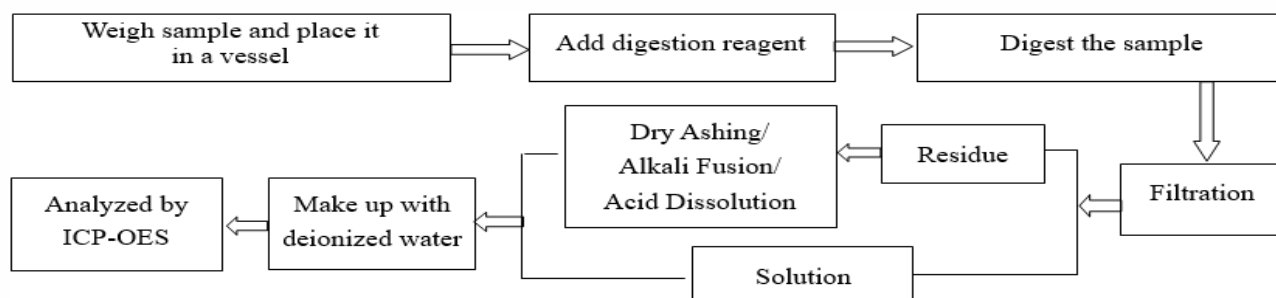 Weigh sample and place it
in a vessel
Add digestion reagent
Digest the sample
Filtration
Residue
Dry Ashing/
Alkali Fusion/
Acid Dissolution
Solution
Make up with
deionized water
Analyzed by
ICP-OES